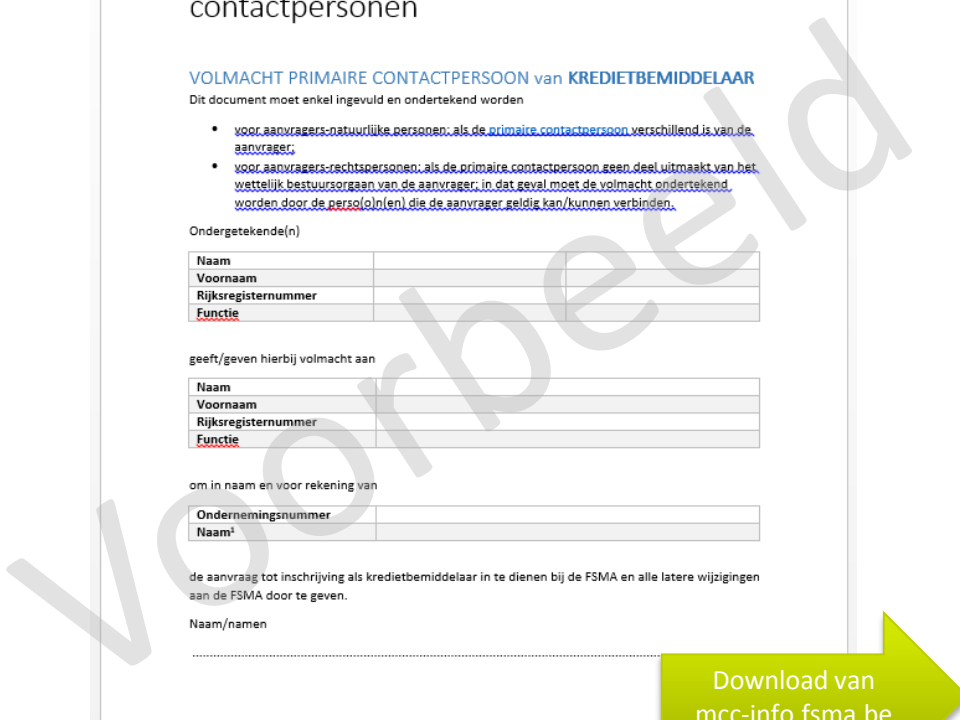 contactpersonen
VOLMACHT PRIMAIRE CONTACTPERSOON van KREDIETBEMIDDELAAR
Dit document moet enkel ingevuld en ondertekend worden
• voor aanvragers-natuurlijke personen: als de primaire contactpersoon verschillend is van de
aanvrager;
• voor aanvragers-rechtspersonen: als de primaire contactpersoon geen deel uitmaakt van het
wettelijk bestuursorgaan van de aanvrager; in dat geval moet de volmacht ondertekend
worden door de perso(o)n(en) die de aanvrager geldig kan/kunnen verbinden.
Ondergetekende(n)
Naam
Voornaam
Rijksregisternummer
Functie
geeft/geven hierbij volmacht aan
Naam
Voornaam
Rijksregisternummer
Functie
om in naam en voor rekening van
Ondernemingsnummer
Naam¹
de aanvraag tot inschrijving als kredietbemiddelaar in te dienen bij de FSMA en alle latere wijzigingen
aan de FSMA door te geven.
Naam/namen
Voorbeeld
Download van
mcc-info.fsma.be